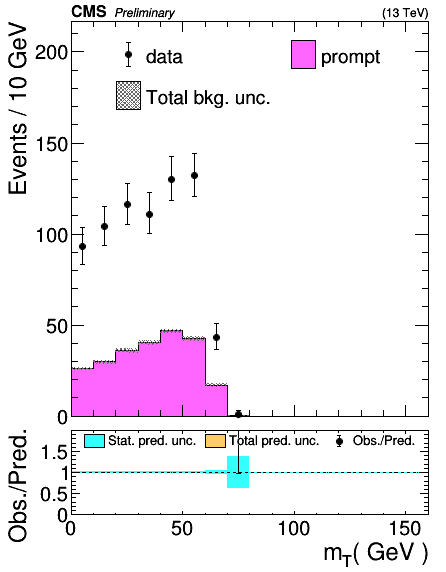 CMS Preliminary (13 TeV)
Events / 10 GeV
200
150
100
50
0
data
prompt
Total bkg. unc.
Obs./Pred.
1.5
1
0.5
0
Stat. pred. unc. Total pred. unc. Obs./Pred.
0 50 100 150
m_T( GeV )